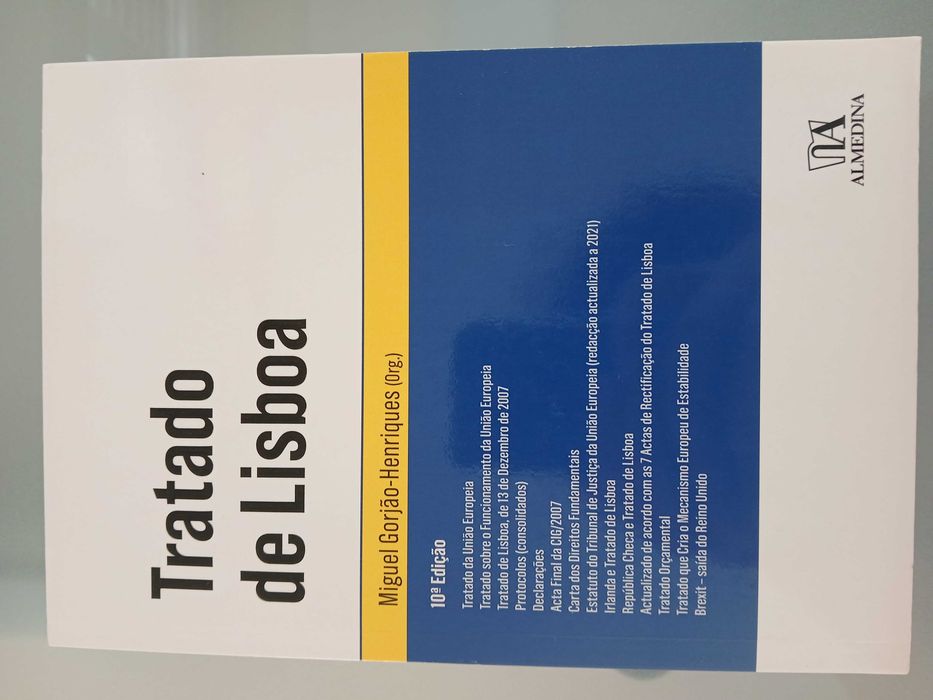 Tratado
de Lisboa
Miguel Gorjão-Henriques (Org.)
10ª Edição
Tratado da União Europeia
Tratado sobre o Funcionamento da União Europeia
Tratado de Lisboa, de 13 de Dezembro de 2007
Protocolos (consolidados)
Declarações
Acta Final da CIG/2007
Carta dos Direitos Fundamentais
Estatuto do Tribunal de Justiça da União Europeia (redacção actualizada a 2021)
Irlanda e Tratado de Lisboa
República Checa e Tratado de Lisboa
Actualizado de acordo com as 7 Actas de Rectificação do Tratado de Lisboa
Tratado Orçamental
Tratado que Cria o Mecanismo Europeu de Estabilidade
Brexit – saída do Reino Unido
ALMEDINA